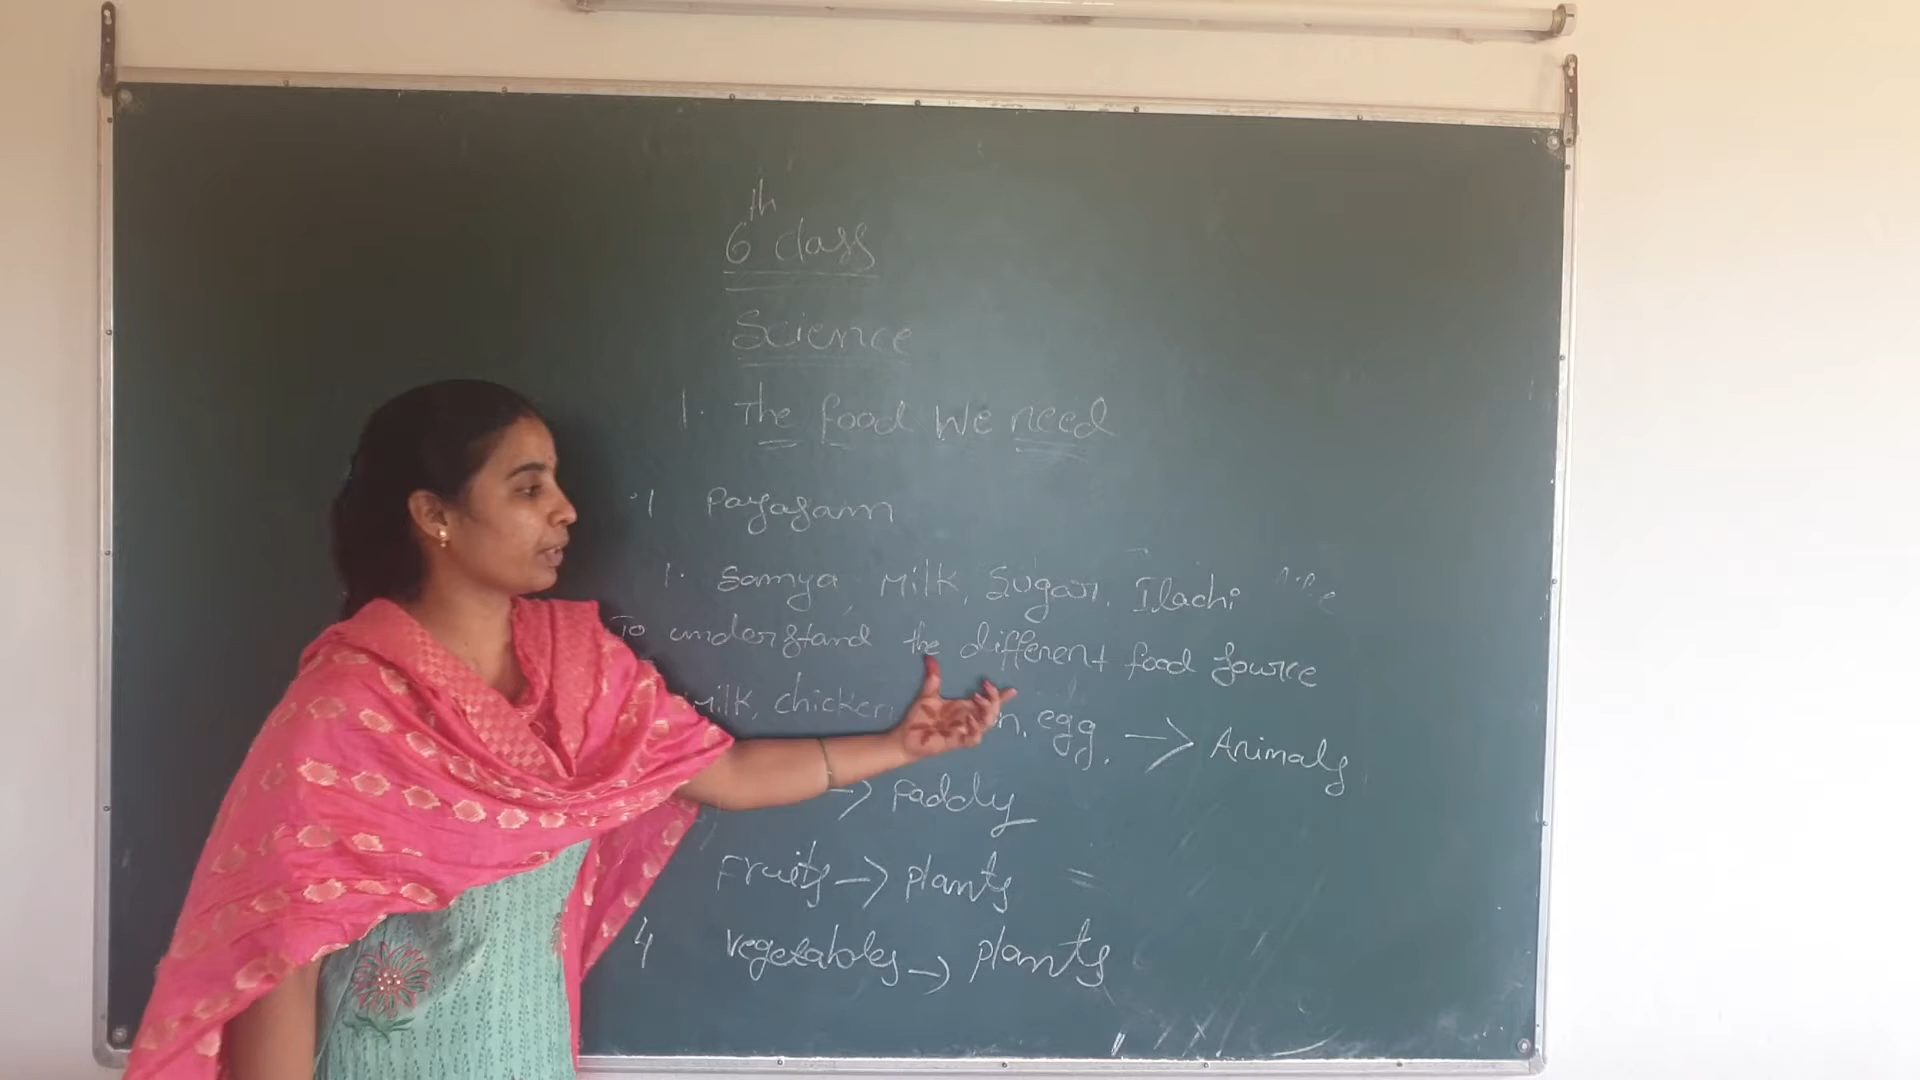 6th class
Science
1. The food we need
1 Payasam
1. Samya, Milk, Sugar, Ilachi
To understand the different food source
Milk, chicken, egg, -> Animals
-> Paddy
Fruits -> plants =
4 vegetables -> plants